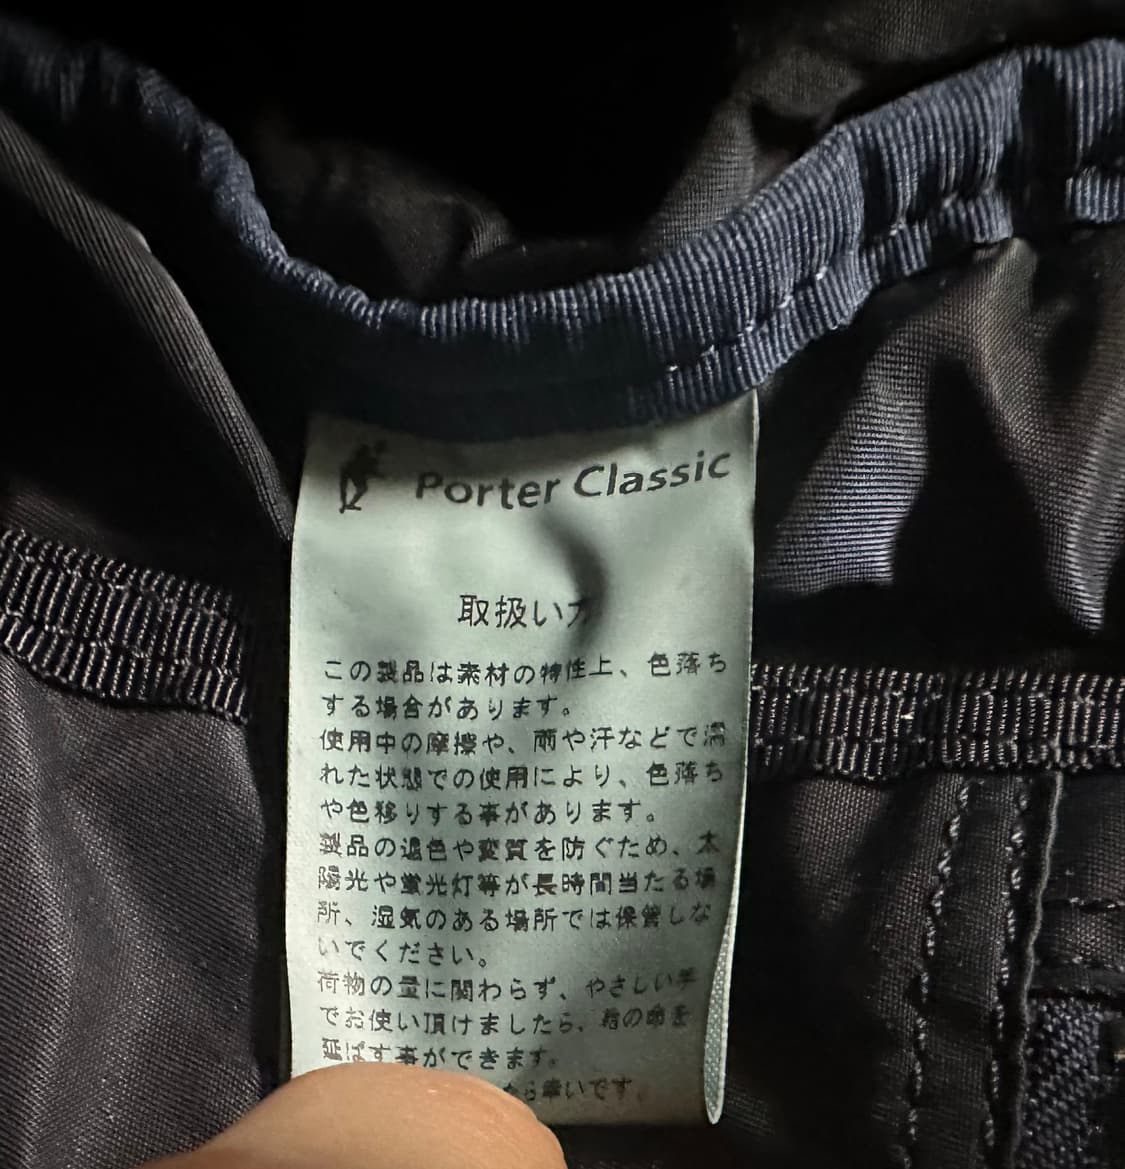 Porter Classic
取扱い方
この製品は素材の特性上、色落ち
する場合があります。
使用中の摩擦や、雨や汗などで濡
れた状態での使用により、色落ち
や色移りする事があります。
製品の退色や変質を防ぐため、太
陽光や蛍光灯等が長時間当たる場
所、湿気のある場所では保管しな
いでください。
荷物の量に関わらず、やさしい手
でお使い頂けましたら、鞄の命を
延ばす事ができます。
たら幸いです。